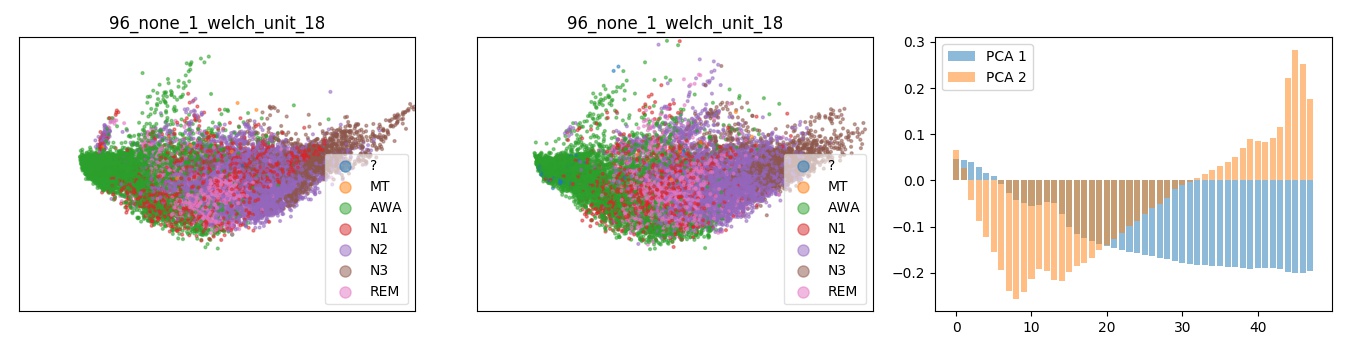 96_none_1_welch_unit_18
?
MT
AWA
N1
N2
N3
REM
96_none_1_welch_unit_18
?
MT
AWA
N1
N2
N3
REM
PCA 1
PCA 2
0.3
0.2
0.1
0.0
−0.1
−0.2
0 10 20 30 40